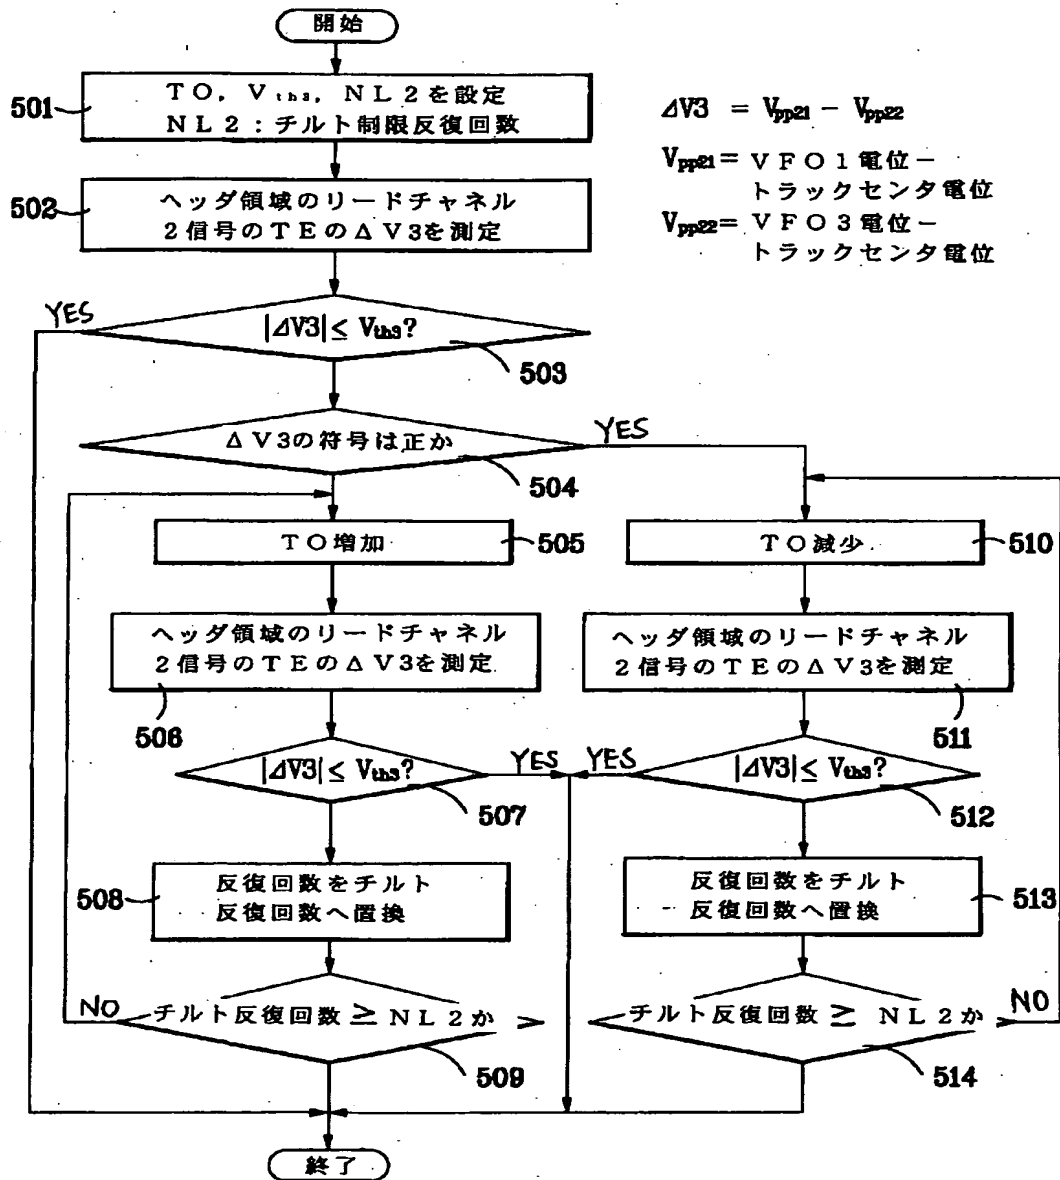 開始
501
TO, Vth3, NL2を設定
NL2:チルト制限反復回数
ΔV3 = Vpp21 − Vpp22
Vpp21= VFO1電位−
トラックセンタ電位
Vpp22= VFO3電位−
トラックセンタ電位
502
ヘッダ領域のリードチャネル
2信号のTEのΔV3を測定
YES
|ΔV3| ≤ Vth3?
503
ΔV3の符号は正か
YES
504
TO増加
505
TO減少
510
ヘッダ領域のリードチャネル
2信号のTEのΔV3を測定
506
ヘッダ領域のリードチャネル
2信号のTEのΔV3を測定
511
|ΔV3| ≤ Vth3?
YES
507
YES
|ΔV3| ≤ Vth3?
512
508
反復回数をチルト
反復回数へ置換
反復回数をチルト
反復回数へ置換
513
NO
チルト反復回数≧NL2か
509
チルト反復回数≧NL2か
NO
514
終了